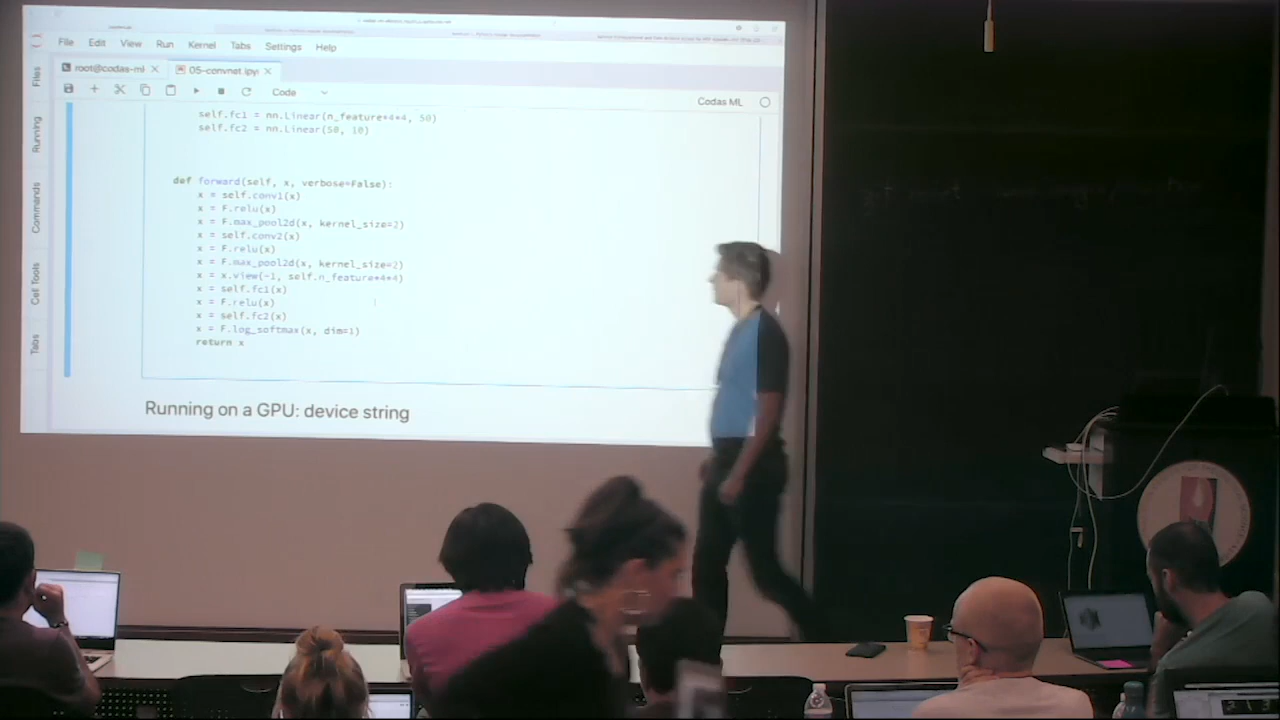 File Edit View Run Kernel Tabs Settings Help
root@codas-ml × 05-convnet.ipy ×
Code
Codas ML
Files
Running
Commands
Cell Tools
Tabs
self.fc1 = nn.Linear(n_feature*4*4, 50)
self.fc2 = nn.Linear(50, 10)
def forward(self, x, verbose=False):
x = self.conv1(x)
x = F.relu(x)
x = F.max_pool2d(x, kernel_size=2)
x = self.conv2(x)
x = F.relu(x)
x = F.max_pool2d(x, kernel_size=2)
x = x.view(-1, self.n_feature*4*4)
x = self.fc1(x)
x = F.relu(x)
x = self.fc2(x)
x = F.log_softmax(x, dim=1)
return x
Running on a GPU: device string